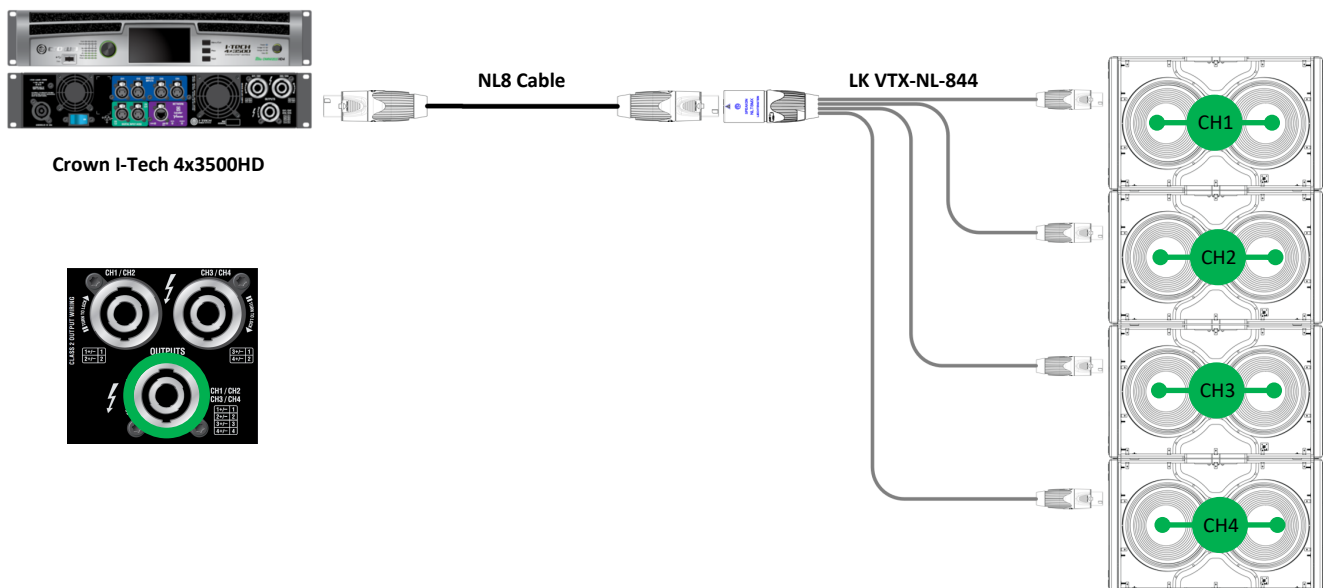 I-TECH
4x3500HD
Crown I-Tech 4x3500HD
NL8 Cable
LK VTX-NL-844
CH1
CH2
CH3
CH4
CH1 / CH2
CH3 / CH4
CLASS 2 OUTPUT WIRING
1+/– 1
2+/– 2
OUTPUTS
3+/– 1
4+/– 2
CH1 / CH2
CH3 / CH4
1+/– 1
2+/– 2
3+/– 3
4+/– 4